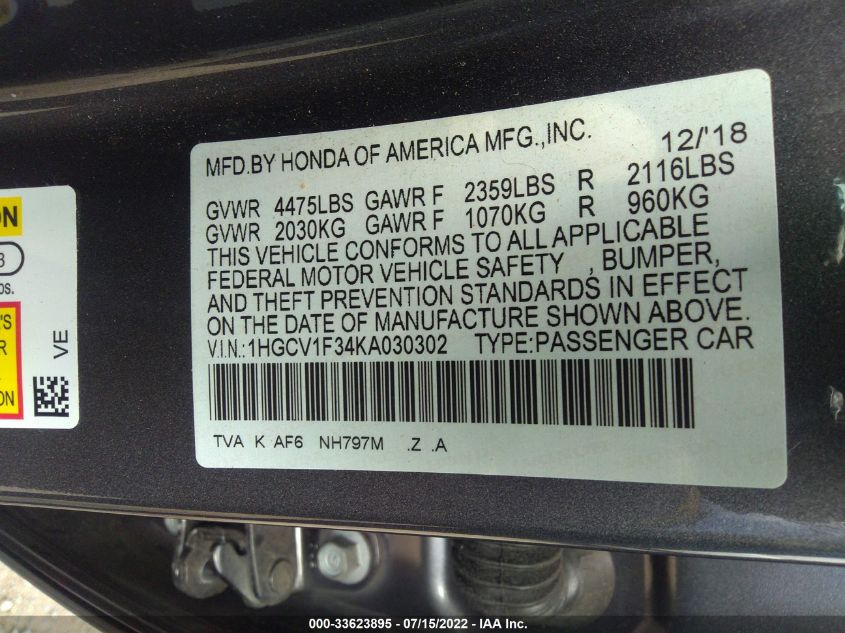 MFD.BY HONDA OF AMERICA MFG.,INC. 12/'18
GVWR 4475LBS GAWR F 2359LBS R 2116LBS
GVWR 2030KG GAWR F 1070KG R 960KG
THIS VEHICLE CONFORMS TO ALL APPLICABLE
FEDERAL MOTOR VEHICLE SAFETY , BUMPER,
AND THEFT PREVENTION STANDARDS IN EFFECT
ON THE DATE OF MANUFACTURE SHOWN ABOVE.
V.I.N.:1HGCV1F34KA030302 TYPE:PASSENGER CAR
TVA K AF6 NH797M .Z .A
VE
000-33623895 - 07/15/2022 - IAA Inc.